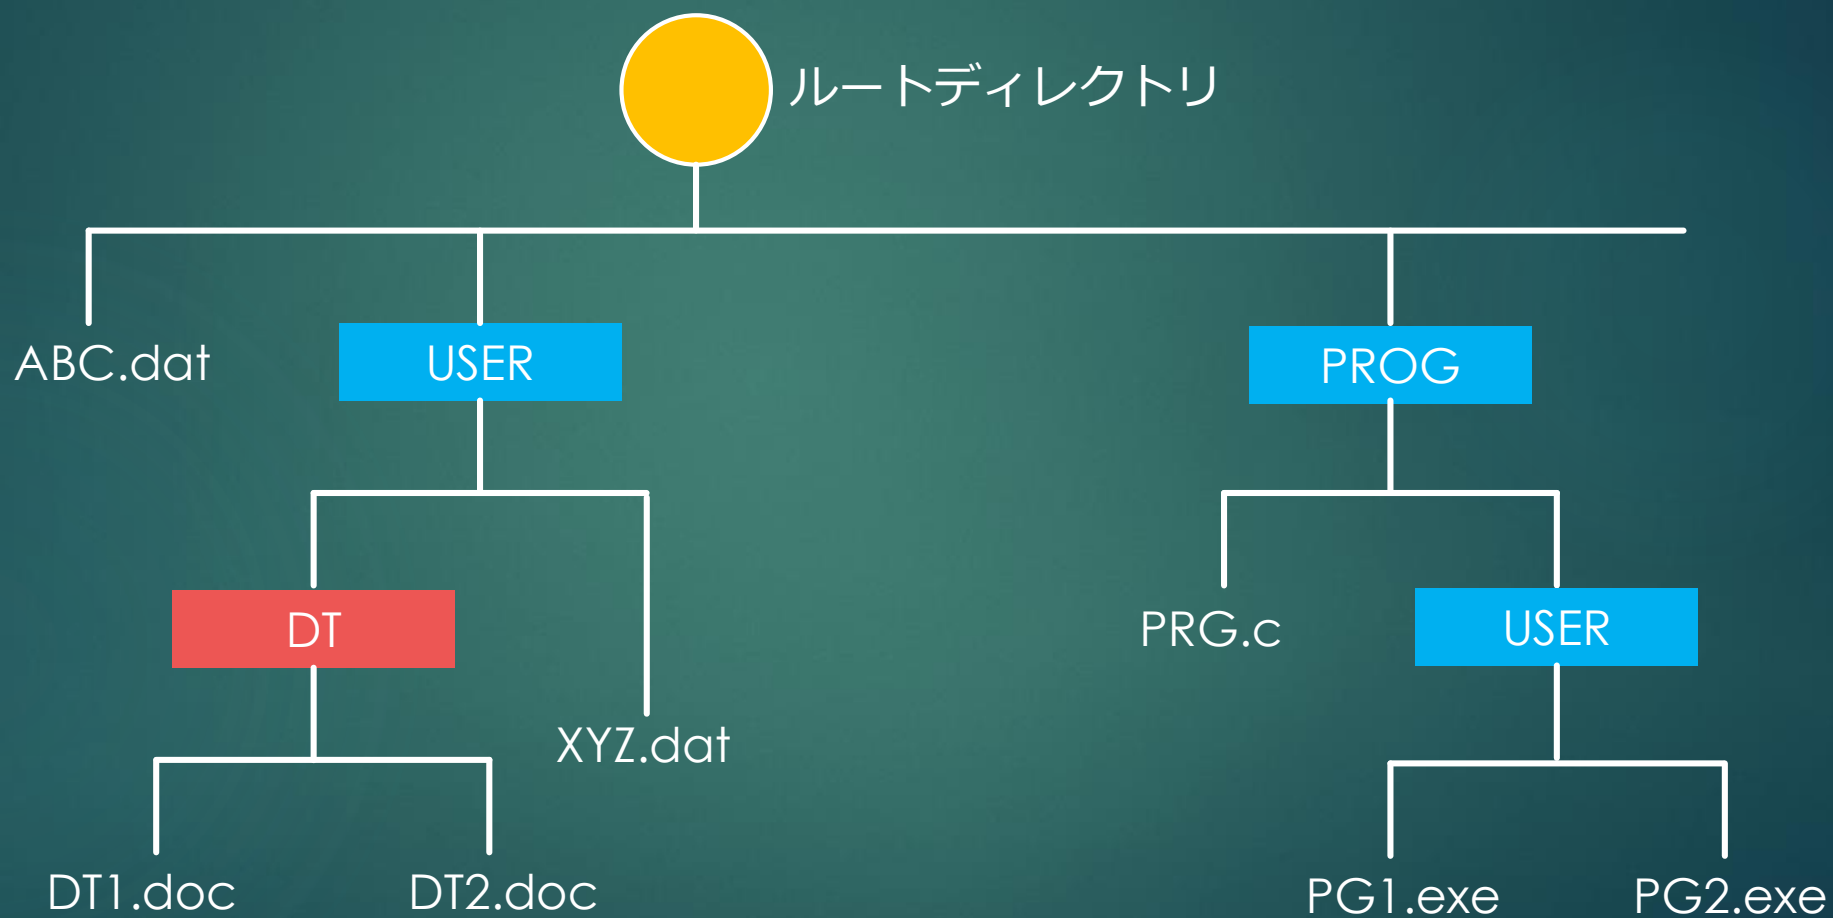 ルートディレクトリ
ABC.dat
USER
PROG
DT
PRG.c
USER
XYZ.dat
DT1.doc
DT2.doc
PG1.exe
PG2.exe